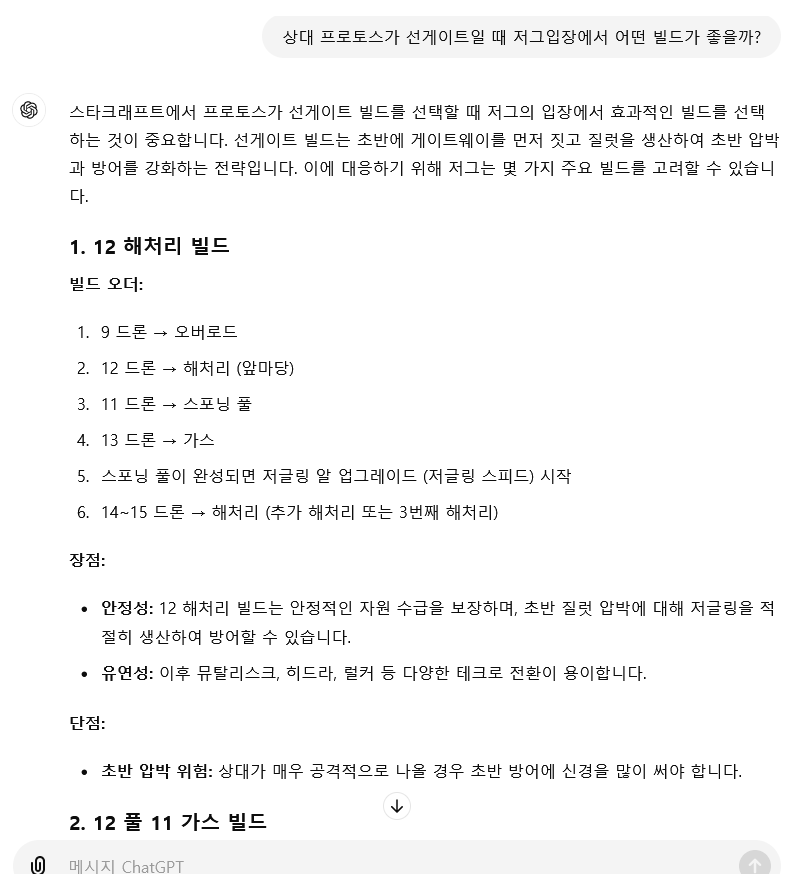 상대 프로토스가 선게이트일 때 저그입장에서 어떤 빌드가 좋을까?
스타크래프트에서 프로토스가 선게이트 빌드를 선택할 때 저그의 입장에서 효과적인 빌드를 선택
하는 것이 중요합니다. 선게이트 빌드는 초반에 게이트웨이를 먼저 짓고 질럿을 생산하여 초반 압박
과 방어를 강화하는 전략입니다. 이에 대응하기 위해 저그는 몇 가지 주요 빌드를 고려할 수 있습니
다.
1. 12 해처리 빌드
빌드 오더:
1. 9 드론 → 오버로드
2. 12 드론 → 해처리 (앞마당)
3. 11 드론 → 스포닝 풀
4. 13 드론 → 가스
5. 스포닝 풀이 완성되면 저글링 알 업그레이드 (저글링 스피드) 시작
6. 14~15 드론 → 해처리 (추가 해처리 또는 3번째 해처리)
장점:
• 안정성: 12 해처리 빌드는 안정적인 자원 수급을 보장하며, 초반 질럿 압박에 대해 저글링을 적
절히 생산하여 방어할 수 있습니다.
• 유연성: 이후 뮤탈리스크, 히드라, 럴커 등 다양한 테크로 전환이 용이합니다.
단점:
• 초반 압박 위험: 상대가 매우 공격적으로 나올 경우 초반 방어에 신경을 많이 써야 합니다.
2. 12 풀 11 가스 빌드
메시지 ChatGPT